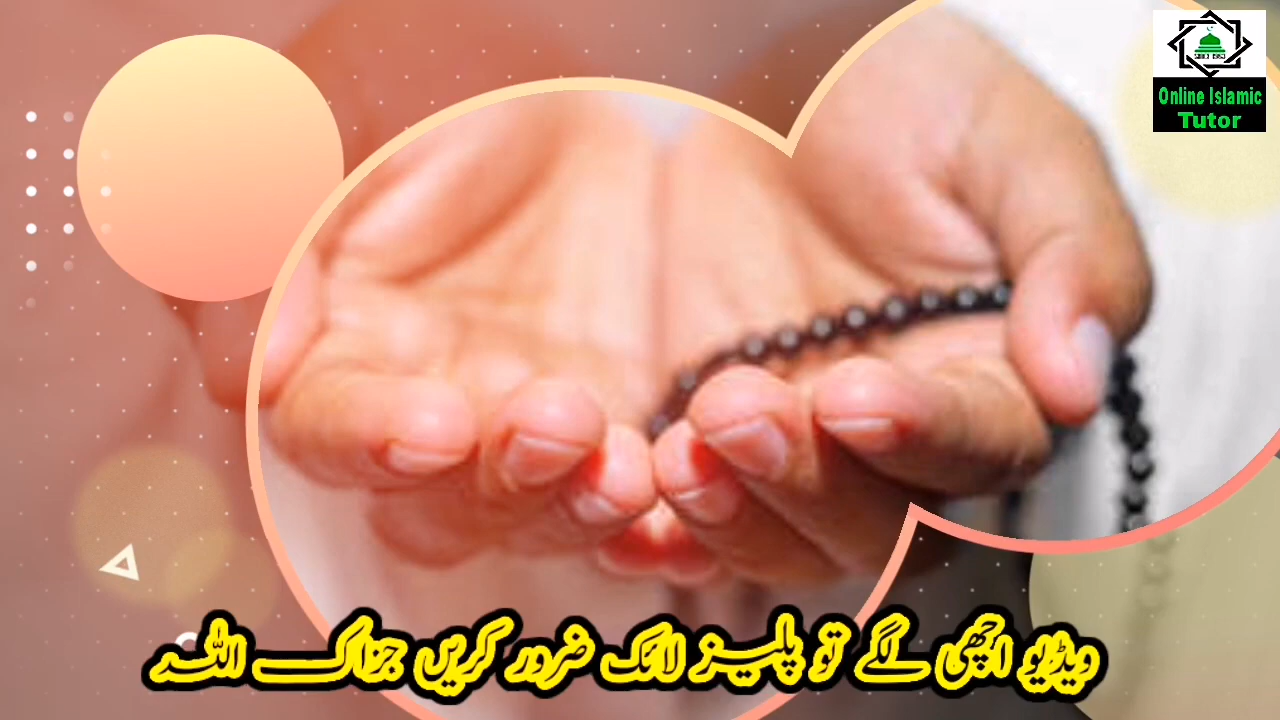 Online Islamic
Tutor
ویڈیو اچھی لگے تو پلیز لائک ضرور کریں جزاک اللہ